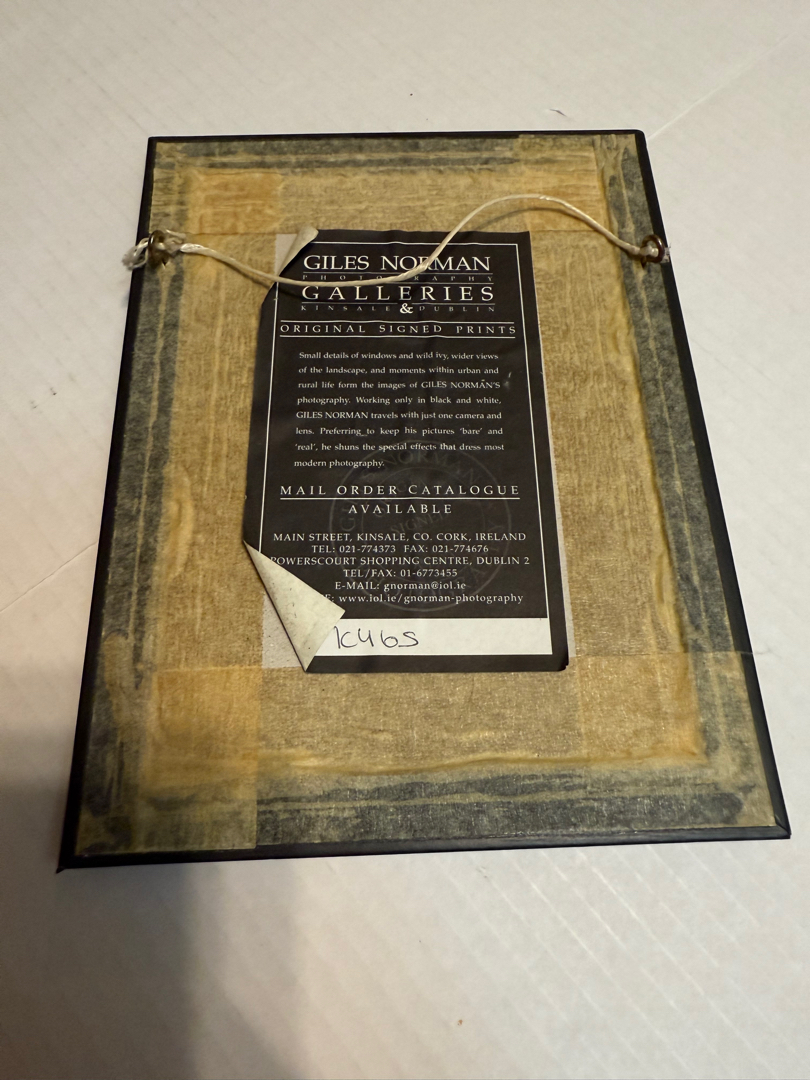 GILES NORMAN
PHOTOGRAPHY
GALLERIES
KINSALE & DUBLIN
ORIGINAL SIGNED PRINTS
Small details of windows and wild ivy, wider views
of the landscape, and moments within urban and
rural life form the images of GILES NORMAN'S
photography. Working only in black and white,
GILES NORMAN travels with just one camera and
lens. Preferring to keep his pictures 'bare' and
'real', he shuns the special effects that dress most
modern photography.
MAIL ORDER CATALOGUE
AVAILABLE
MAIN STREET, KINSALE, CO. CORK, IRELAND
TEL: 021-774373 FAX: 021-774676
POWERSCOURT SHOPPING CENTRE, DUBLIN 2
TEL/FAX: 01-6773455
E-MAIL: gnorman@iol.ie
www.iol.ie/gnorman-photography